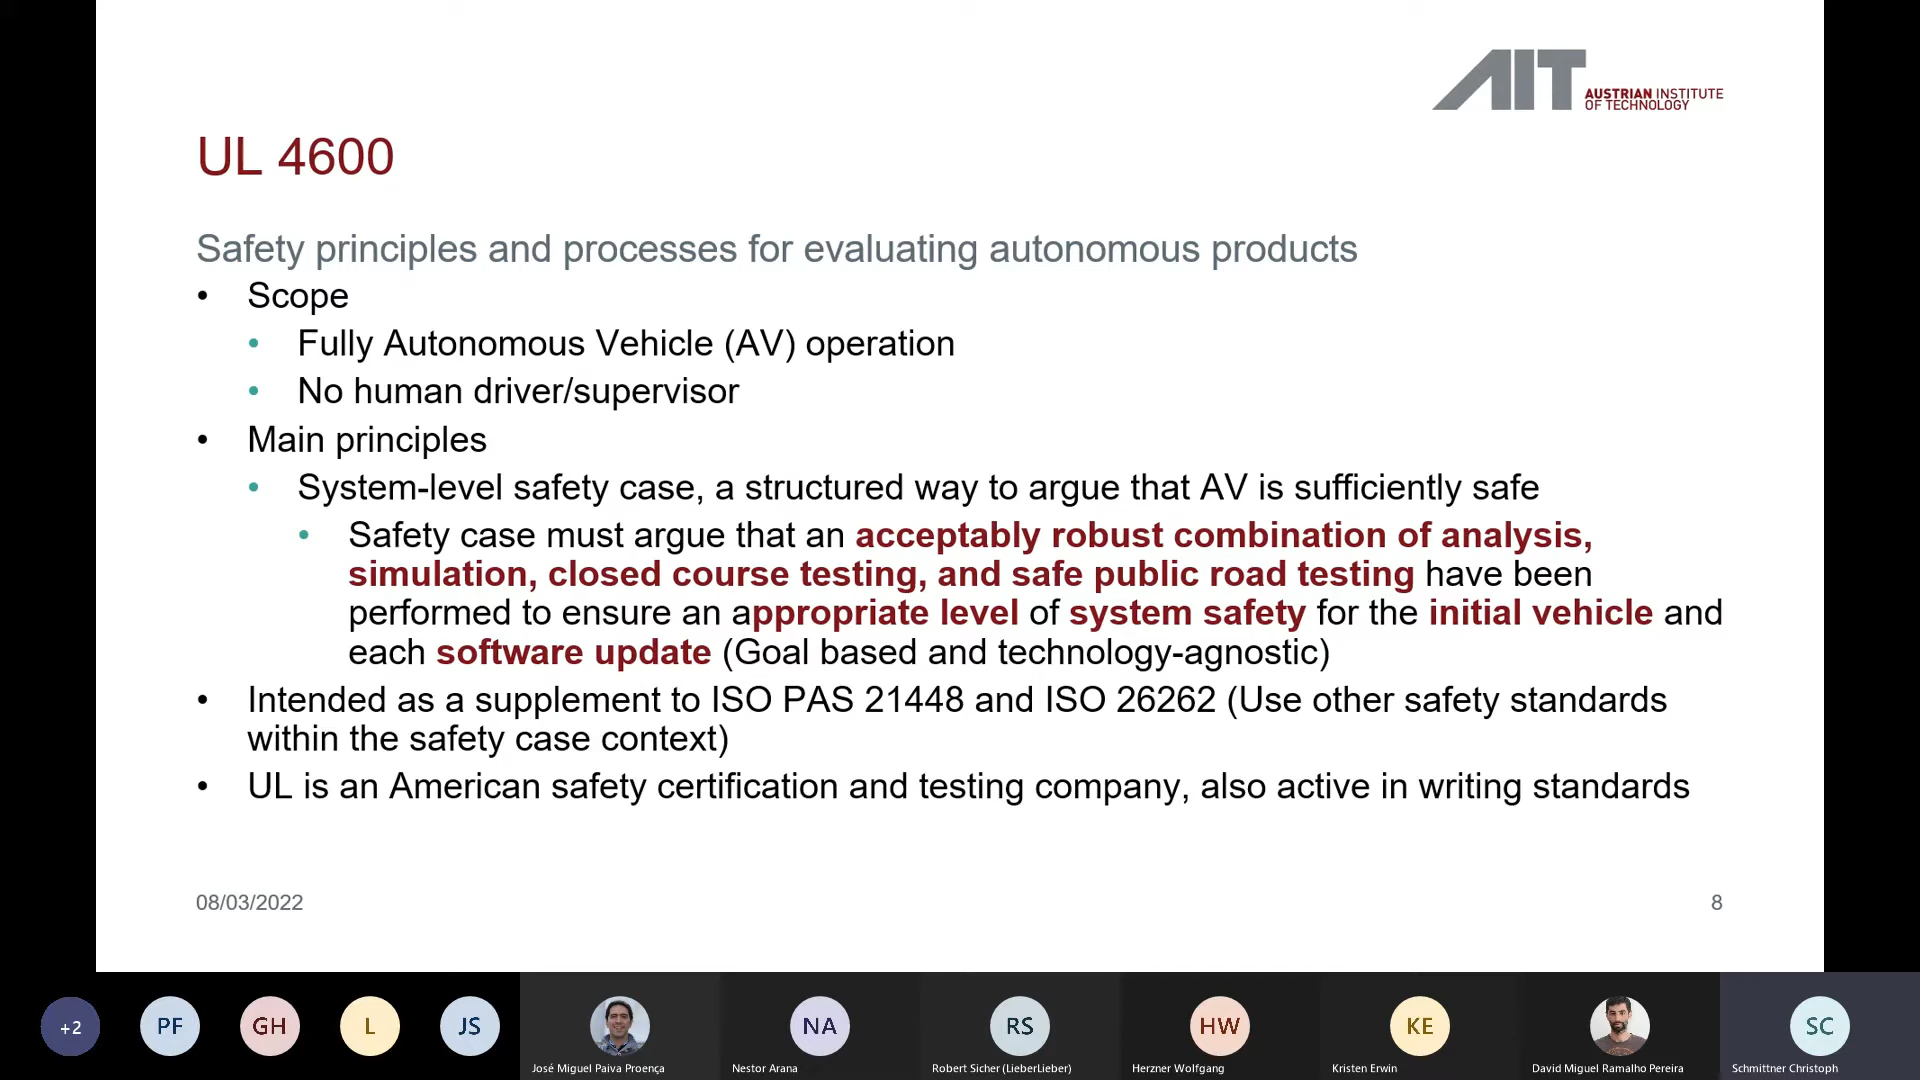 AIT AUSTRIAN INSTITUTE
OF TECHNOLOGY
UL 4600
Safety principles and processes for evaluating autonomous products
• Scope
• Fully Autonomous Vehicle (AV) operation
• No human driver/supervisor
• Main principles
• System-level safety case, a structured way to argue that AV is sufficiently safe
• Safety case must argue that an acceptably robust combination of analysis,
simulation, closed course testing, and safe public road testing have been
performed to ensure an appropriate level of system safety for the initial vehicle and
each software update (Goal based and technology-agnostic)
• Intended as a supplement to ISO PAS 21448 and ISO 26262 (Use other safety standards
within the safety case context)
• UL is an American safety certification and testing company, also active in writing standards
08/03/2022
8
+2
PF
GH
L
JS
NA
RS
HW
KE
SC
José Miguel Paiva Proença
Nestor Arana
Robert Sicher (LieberLieber)
Herzner Wolfgang
Kristen Erwin
David Miguel Ramalho Pereira
Schmittner Christoph